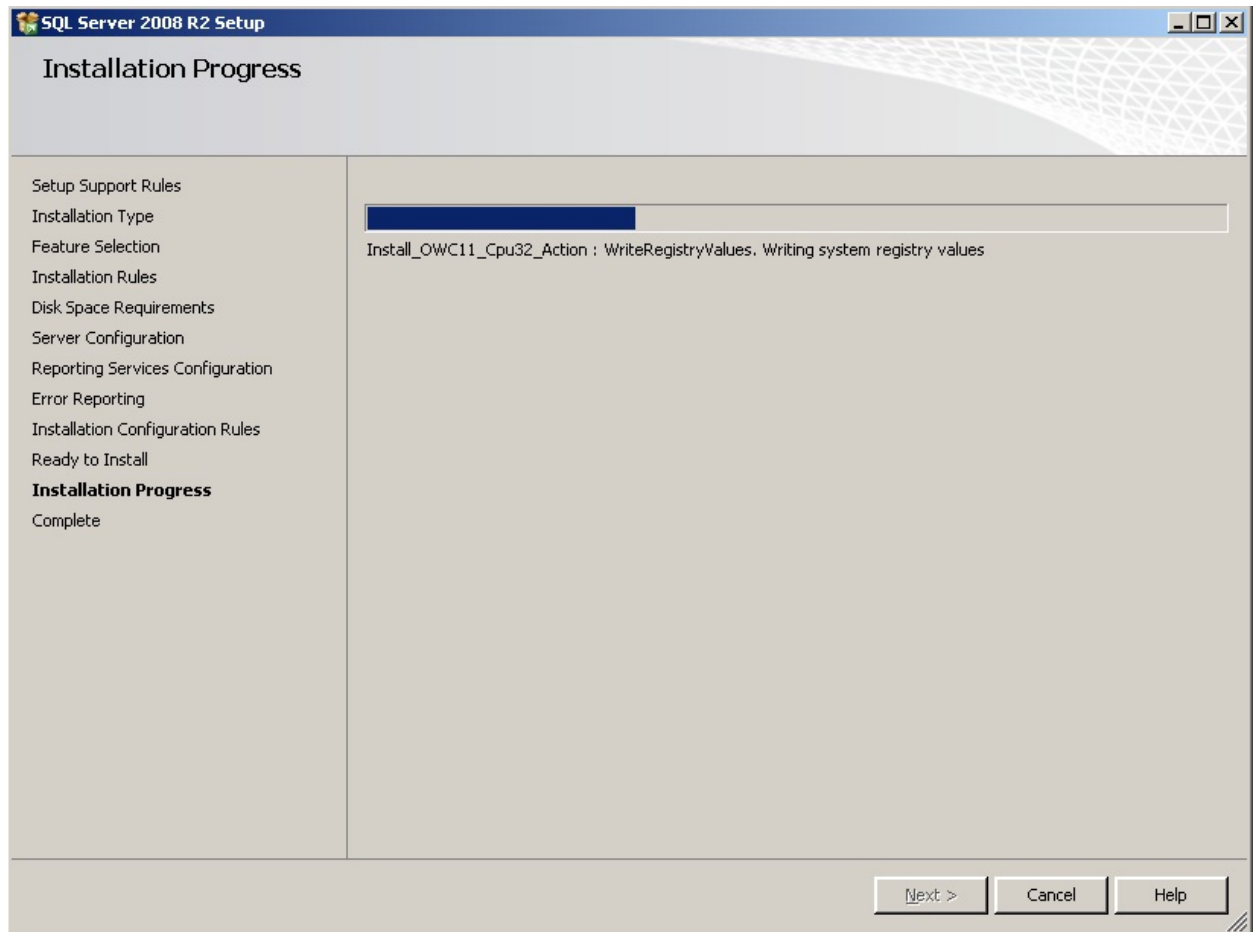 SQL Server 2008 R2 Setup
Installation Progress
Setup Support Rules
Installation Type
Feature Selection
Installation Rules
Disk Space Requirements
Server Configuration
Reporting Services Configuration
Error Reporting
Installation Configuration Rules
Ready to Install
Installation Progress
Complete
Install_OWC11_Cpu32_Action : WriteRegistryValues. Writing system registry values
Next >
Cancel
Help